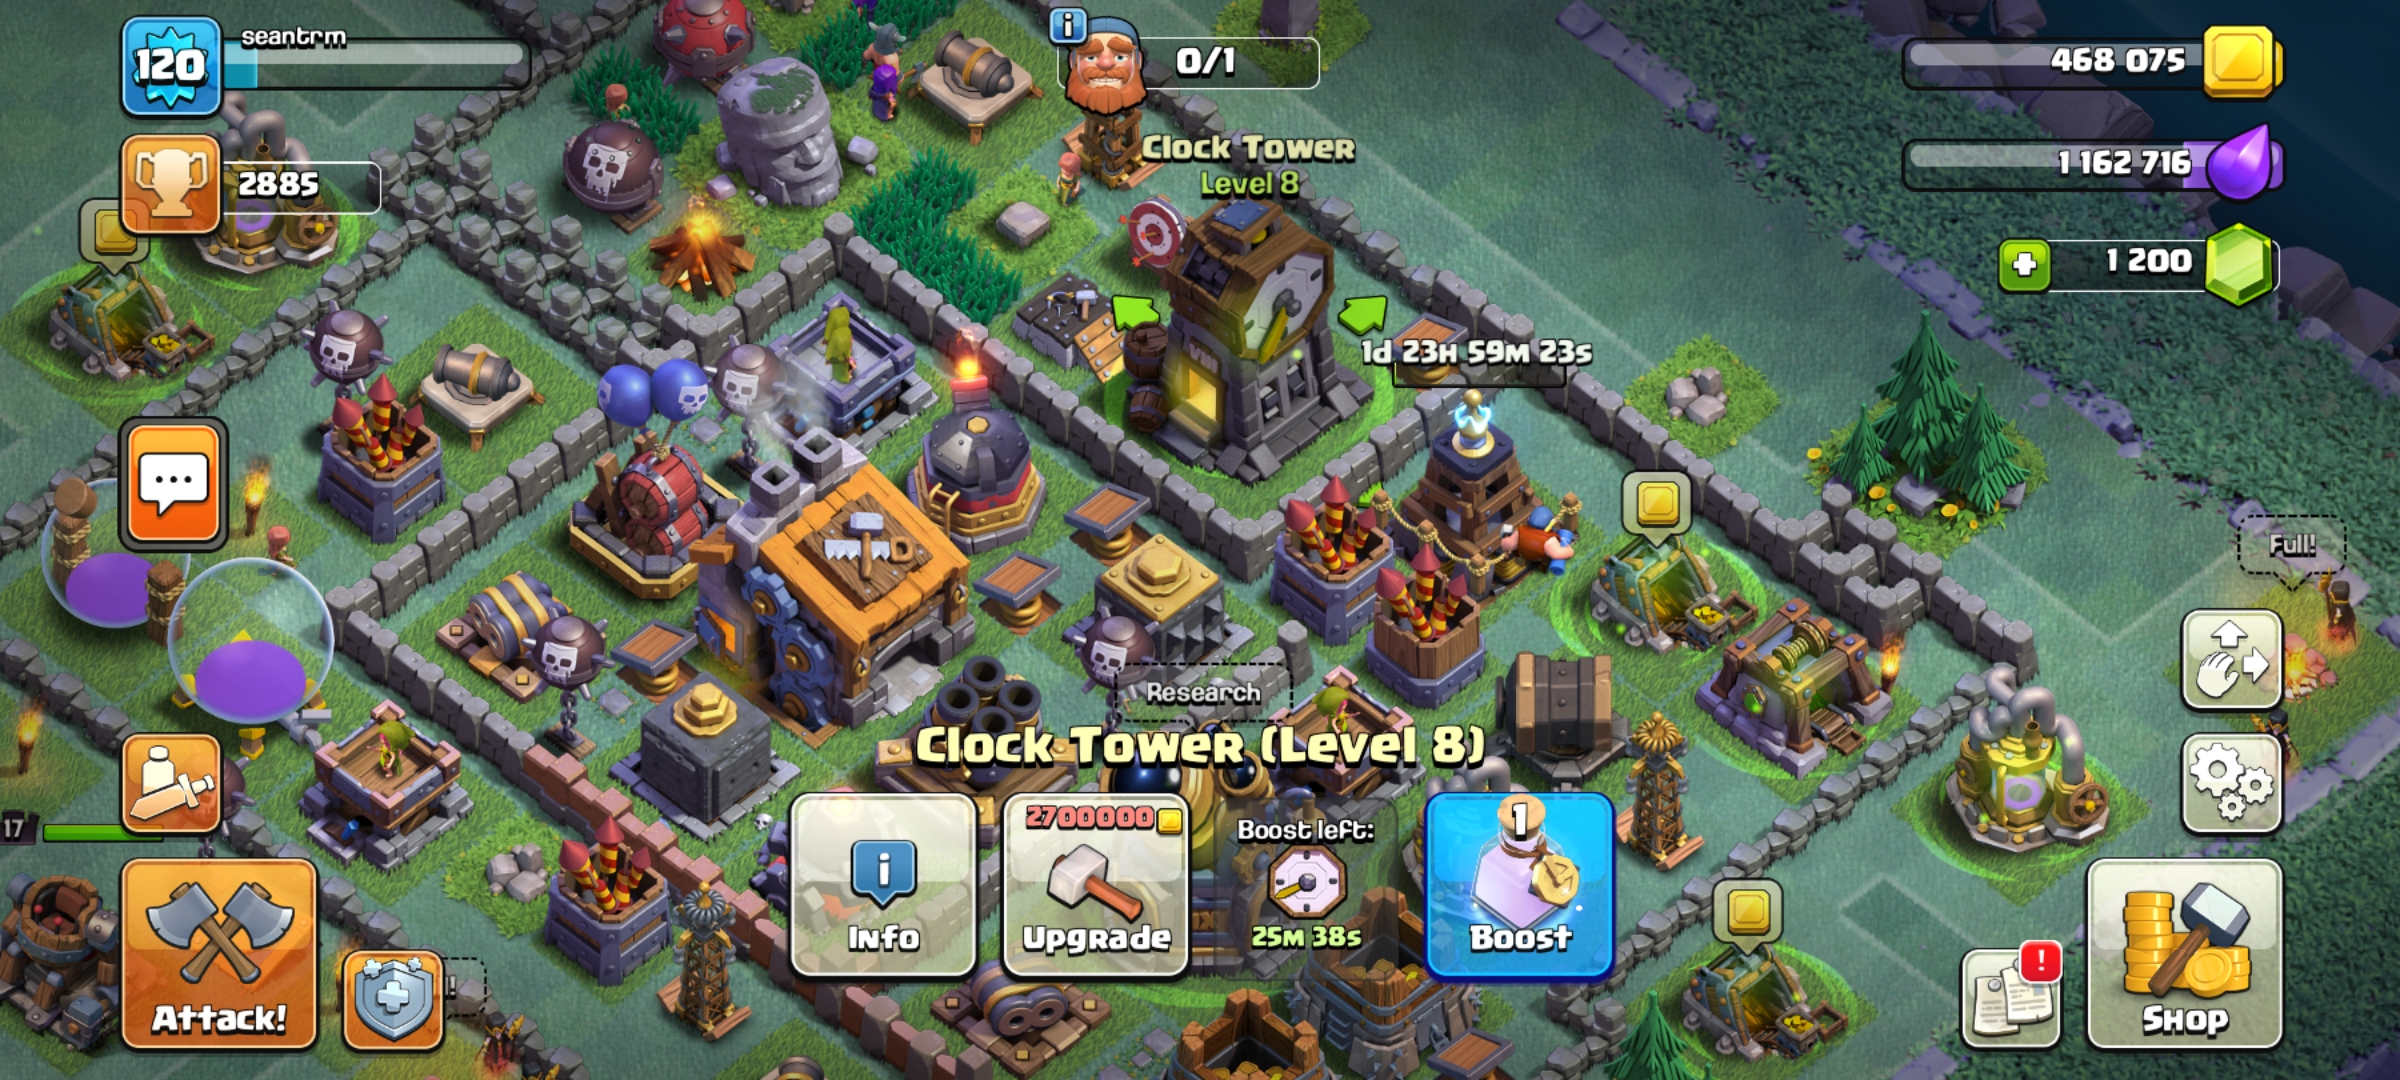 120
seantrm
0/1
468 075
2885
1 162 716
1 200
Clock Tower
Level 8
1d 23H 59M 23s
Full!
Research
Clock Tower (Level 8)
17
Info
2700000
Upgrade
Boost left:
25M 38s
1
Boost
Attack!
!
Shop